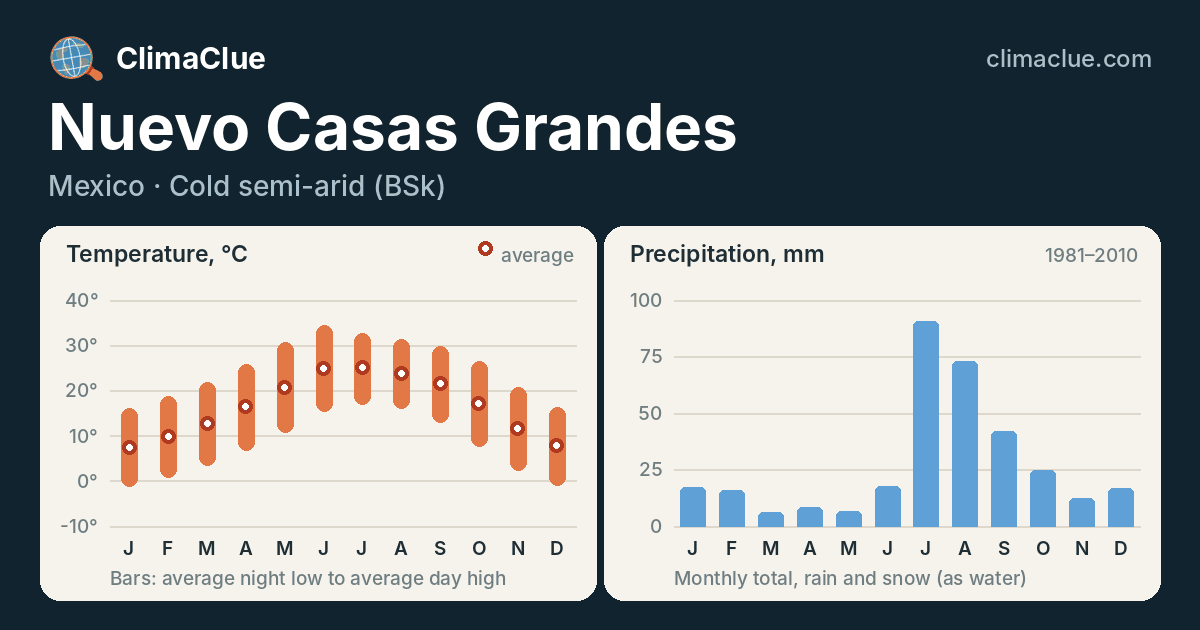 ClimaClue
climaclue.com
Nuevo Casas Grandes
Mexico · Cold semi-arid (BSk)
Temperature, °C
average
40°
30°
20°
10°
0°
-10°
J F M A M J J A S O N D
Bars: average night low to average day high
Precipitation, mm
1981–2010
100
75
50
25
0
J F M A M J J A S O N D
Monthly total, rain and snow (as water)